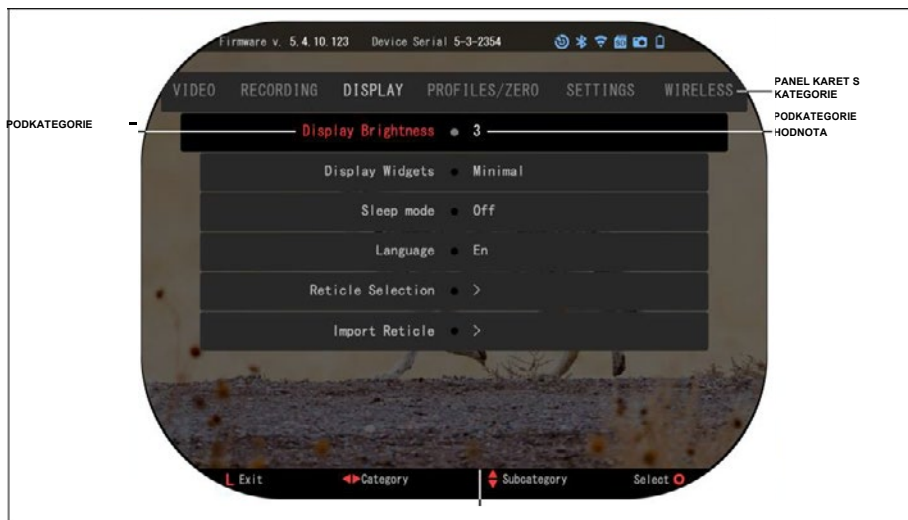 Firmware v. 5.4.10.123 Device Serial 5-3-2354
VIDEO RECORDING DISPLAY PROFILES/ZERO SETTINGS WIRELESS
PANEL KARET S
KATEGORIE
PODKATEGORIE
Display Brightness 3
PODKATEGORIE
HODNOTA
Display Widgets Minimal
Sleep mode Off
Language En
Reticle Selection >
Import Reticle >
L Exit Category Subcategory Select